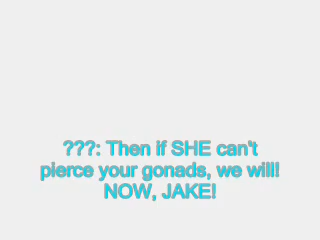 ???: Then if SHE can't
pierce your gonads, we will!
NOW, JAKE!